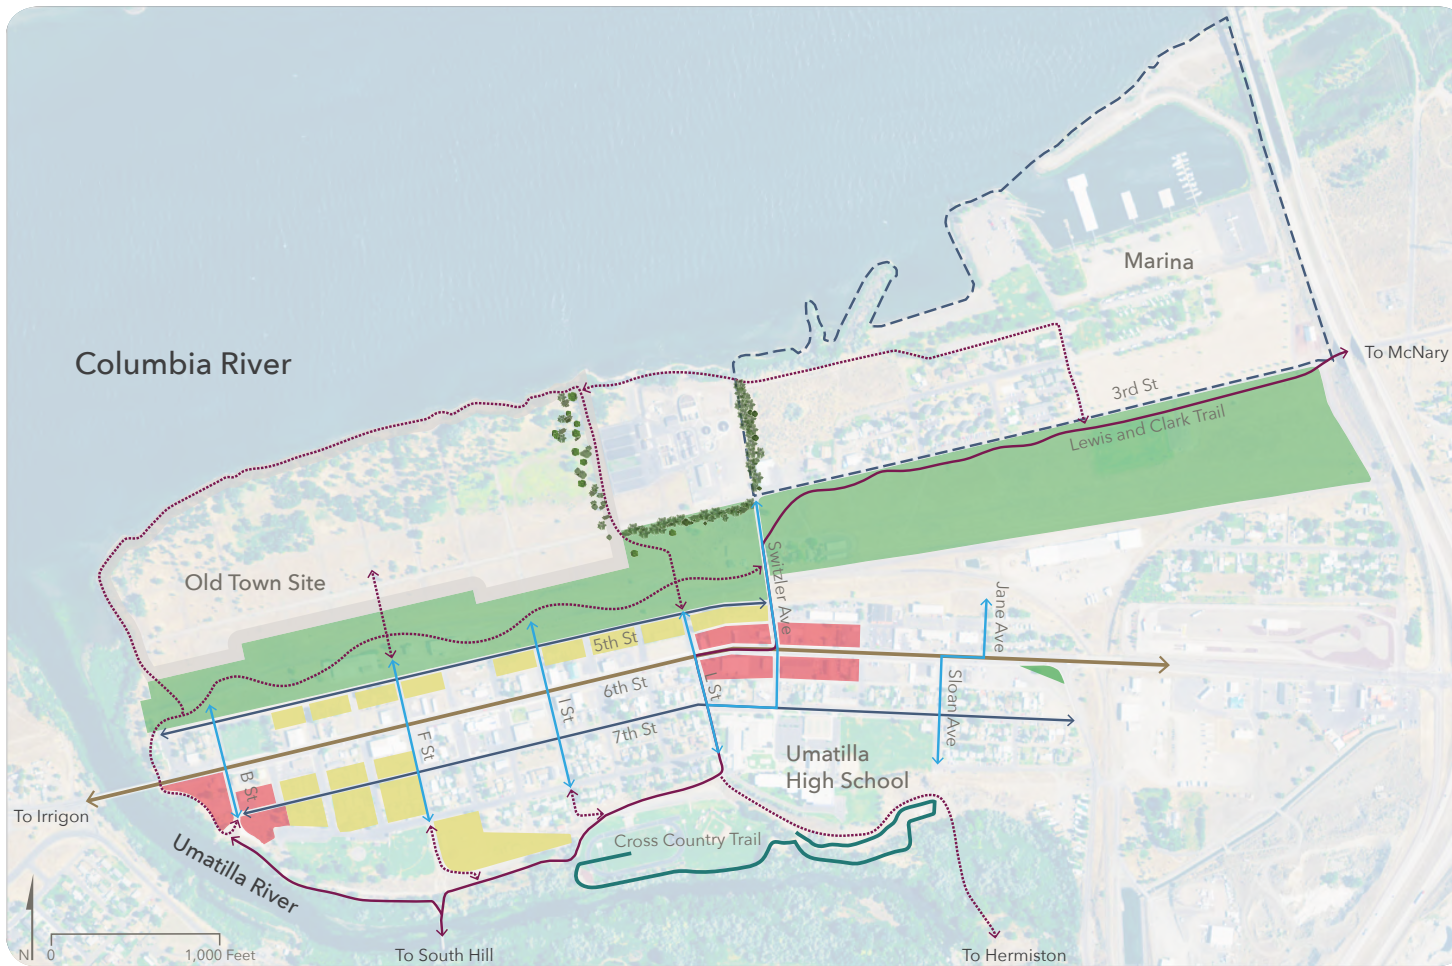 Marina
Columbia River
To McNary
3rd St
Lewis and Clark Trail
Old Town Site
Switzler Ave
Jane Ave
5th St
6th St
L St
Sloan Ave
I St
7th St
F St
Umatilla
High School
B St
To Irrigon
Cross Country Trail
Umatilla River
N
0
1,000 Feet
To South Hill
To Hermiston